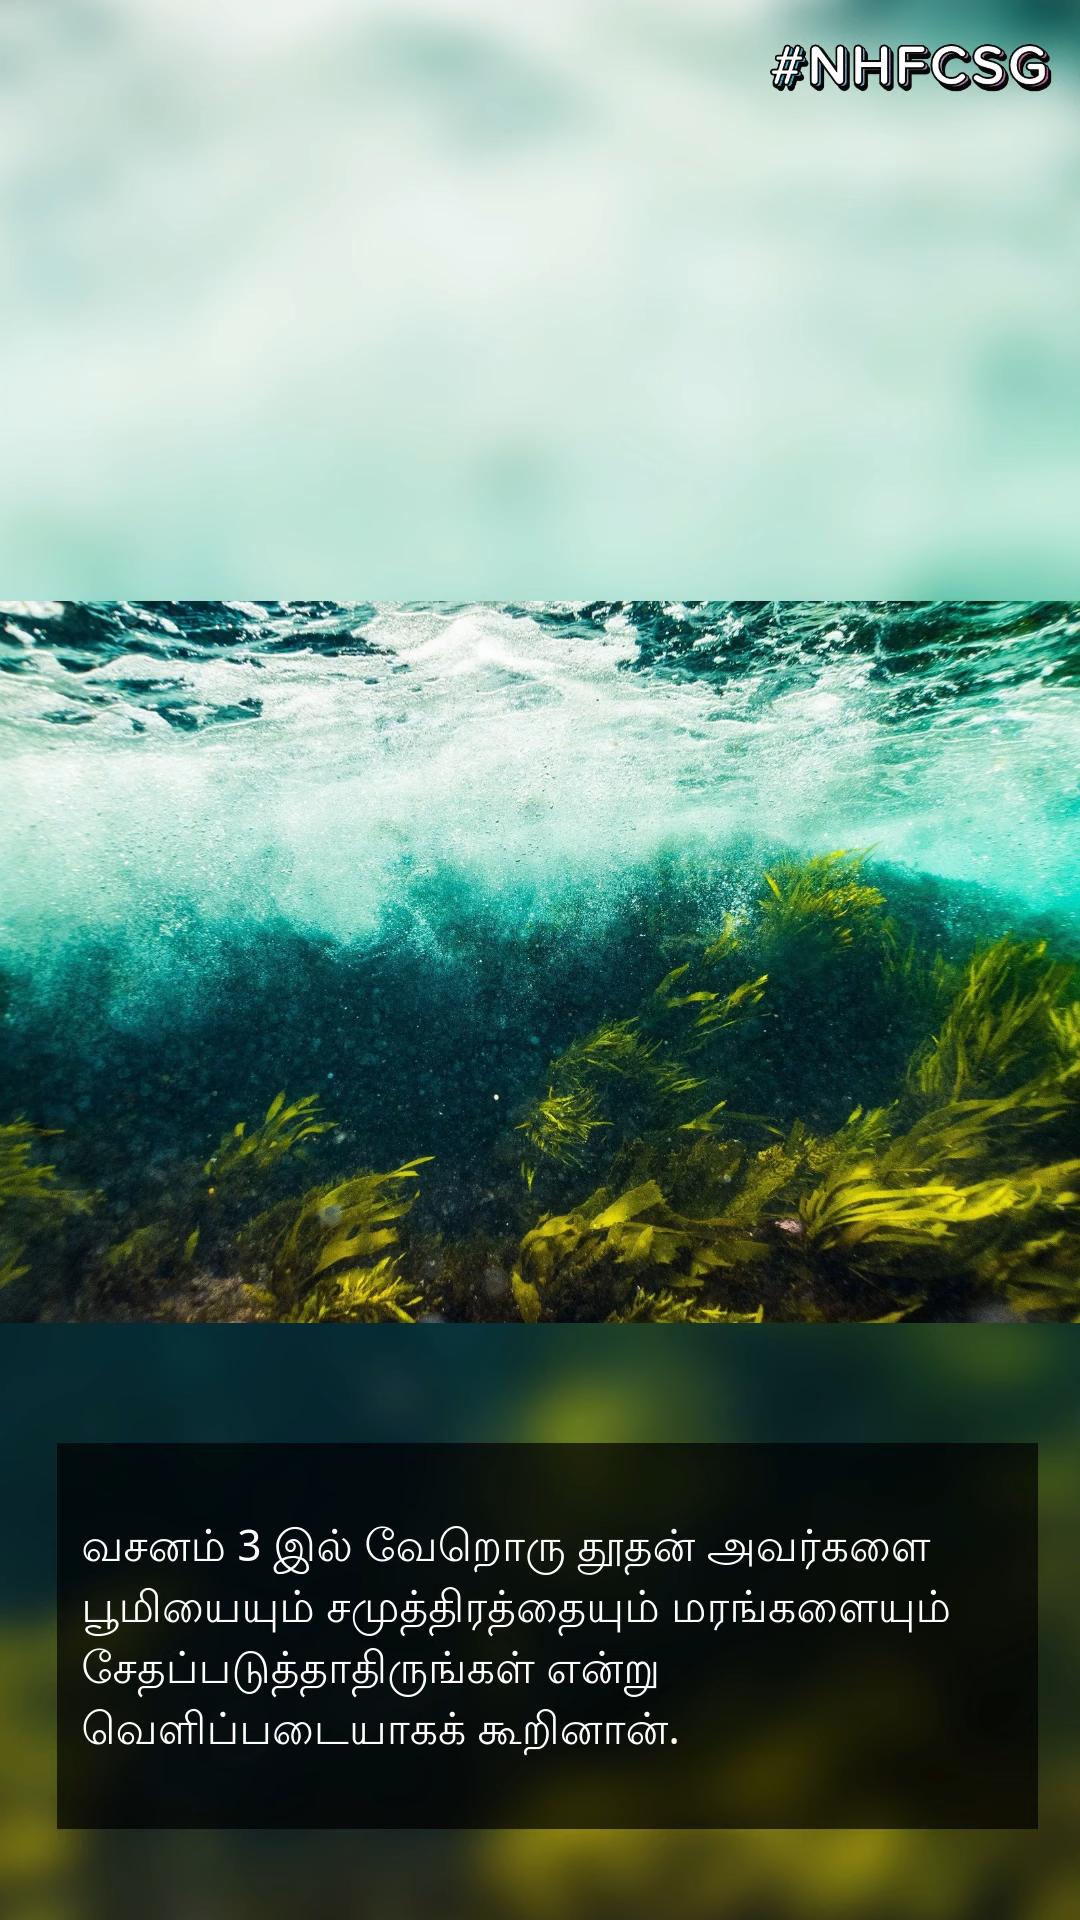 #NHFCSG
வசனம் 3 இல் வேறொரு தூதன் அவர்களை
பூமியையும் சமுத்திரத்தையும் மரங்களையும்
சேதப்படுத்தாதிருங்கள் என்று
வெளிப்படையாகக் கூறினான்.